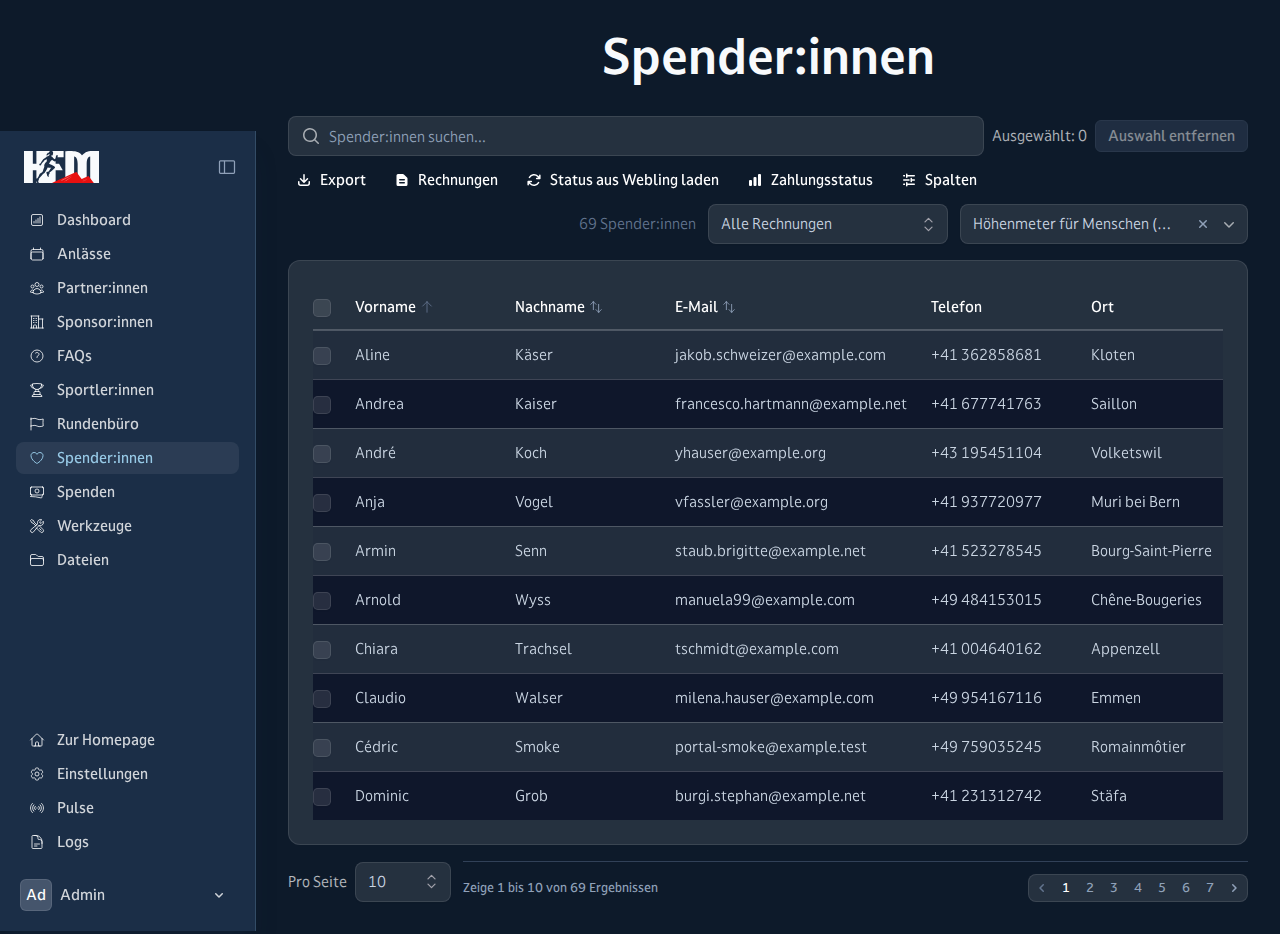 Spender:innen
Spender:innen suchen...
Ausgewählt: 0
Auswahl entfernen
HFM
Export
Rechnungen
Status aus Webling laden
Zahlungsstatus
Spalten
69 Spender:innen
Alle Rechnungen
Höhenmeter für Menschen (...
Dashboard
Anlässe
Partner:innen
Sponsor:innen
FAQs
Sportler:innen
Rundenbüro
Spender:innen
Spenden
Werkzeuge
Dateien
Zur Homepage
Einstellungen
Pulse
Logs
Ad Admin
Vorname Nachname E-Mail Telefon Ort
Aline Käser jakob.schweizer@example.com +41 362858681 Kloten
Andrea Kaiser francesco.hartmann@example.net +41 677741763 Saillon
André Koch yhauser@example.org +43 195451104 Volketswil
Anja Vogel vfassler@example.org +41 937720977 Muri bei Bern
Armin Senn staub.brigitte@example.net +41 523278545 Bourg-Saint-Pierre
Arnold Wyss manuela99@example.com +49 484153015 Chêne-Bougeries
Chiara Trachsel tschmidt@example.com +41 004640162 Appenzell
Claudio Walser milena.hauser@example.com +49 954167116 Emmen
Cédric Smoke portal-smoke@example.test +49 759035245 Romainmôtier
Dominic Grob burgi.stephan@example.net +41 231312742 Stäfa
Pro Seite 10
Zeige 1 bis 10 von 69 Ergebnissen
1 2 3 4 5 6 7